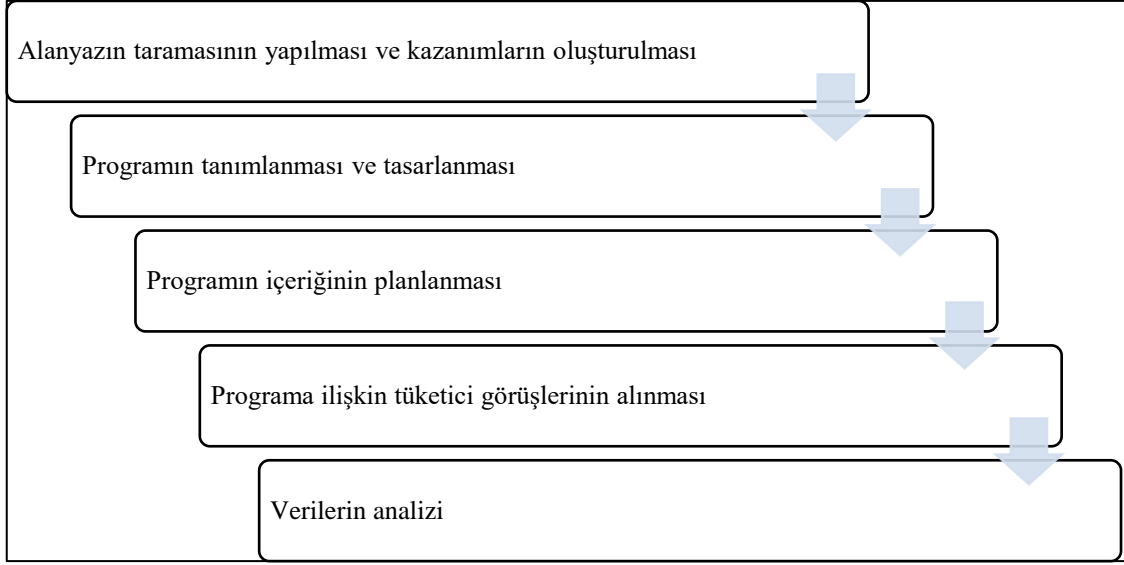 Alanyazın taramasının yapılması ve kazanımların oluşturulması
Programın tanımlanması ve tasarlanması
Programın içeriğinin planlanması
Programa ilişkin tüketici görüşlerinin alınması
Verilerin analizi